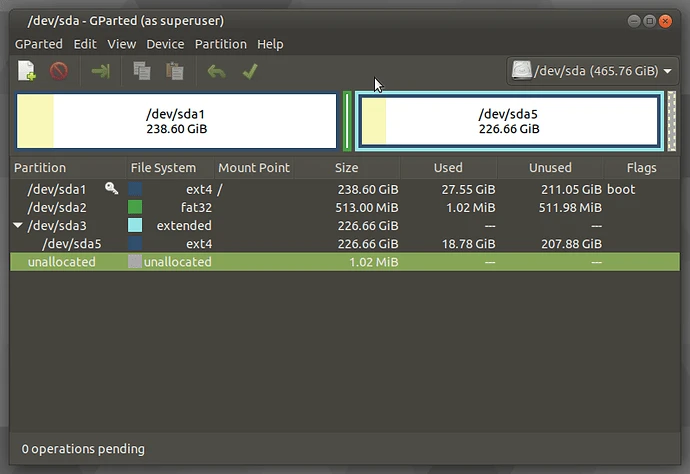 /dev/sda - GParted (as superuser)
GParted Edit View Device Partition Help
/dev/sda (465.76 GiB)
/dev/sda1
238.60 GiB
/dev/sda5
226.66 GiB
Partition File System Mount Point Size Used Unused Flags
/dev/sda1 ext4 / 238.60 GiB 27.55 GiB 211.05 GiB boot
/dev/sda2 fat32 513.00 MiB 1.02 MiB 511.98 MiB
/dev/sda3 extended 226.66 GiB --- ---
/dev/sda5 ext4 226.66 GiB 18.78 GiB 207.88 GiB
unallocated unallocated 1.02 MiB --- ---
0 operations pending